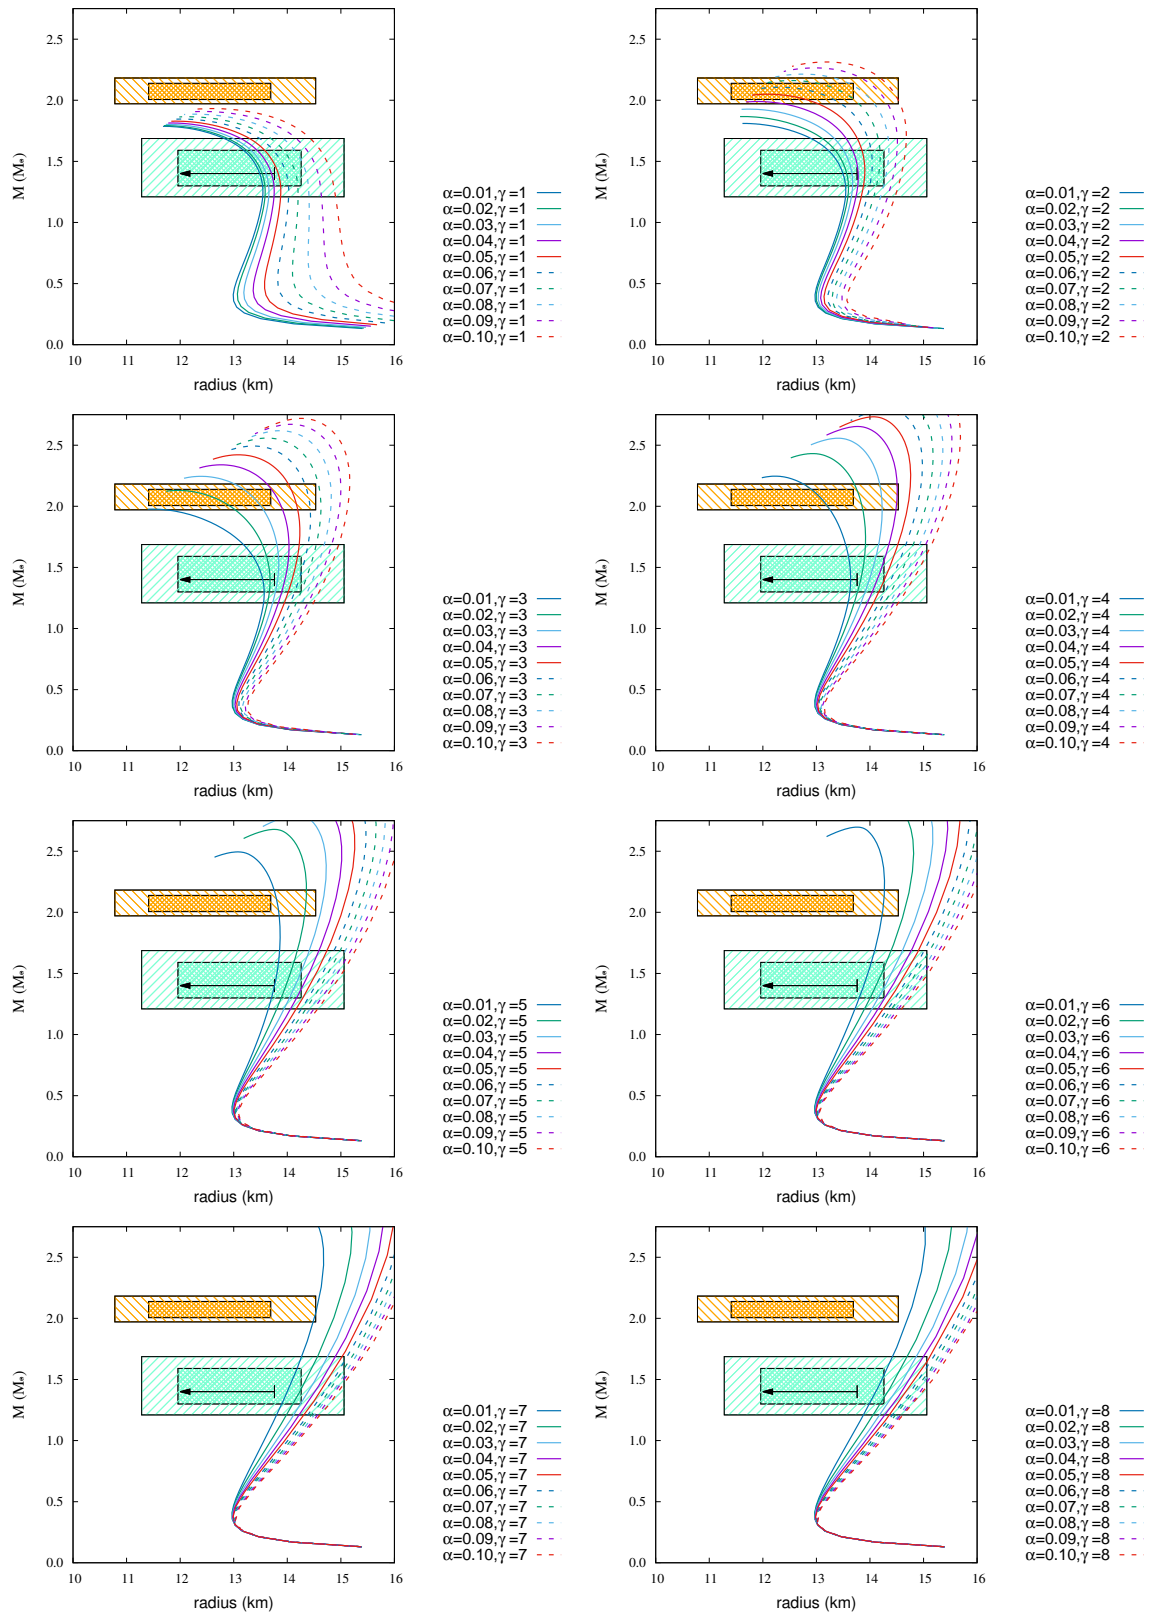 2.5
2.0
1.5
1.0
0.5
0.0
M (M⊙)
10 11 12 13 14 15 16
radius (km)
α=0.01,γ=1
α=0.02,γ=1
α=0.03,γ=1
α=0.04,γ=1
α=0.05,γ=1
α=0.06,γ=1
α=0.07,γ=1
α=0.08,γ=1
α=0.09,γ=1
α=0.10,γ=1
2.5
2.0
1.5
1.0
0.5
0.0
M (M⊙)
10 11 12 13 14 15 16
radius (km)
α=0.01,γ=2
α=0.02,γ=2
α=0.03,γ=2
α=0.04,γ=2
α=0.05,γ=2
α=0.06,γ=2
α=0.07,γ=2
α=0.08,γ=2
α=0.09,γ=2
α=0.10,γ=2
2.5
2.0
1.5
1.0
0.5
0.0
M (M⊙)
10 11 12 13 14 15 16
radius (km)
α=0.01,γ=3
α=0.02,γ=3
α=0.03,γ=3
α=0.04,γ=3
α=0.05,γ=3
α=0.06,γ=3
α=0.07,γ=3
α=0.08,γ=3
α=0.09,γ=3
α=0.10,γ=3
2.5
2.0
1.5
1.0
0.5
0.0
M (M⊙)
10 11 12 13 14 15 16
radius (km)
α=0.01,γ=4
α=0.02,γ=4
α=0.03,γ=4
α=0.04,γ=4
α=0.05,γ=4
α=0.06,γ=4
α=0.07,γ=4
α=0.08,γ=4
α=0.09,γ=4
α=0.10,γ=4
2.5
2.0
1.5
1.0
0.5
0.0
M (M⊙)
10 11 12 13 14 15 16
radius (km)
α=0.01,γ=5
α=0.02,γ=5
α=0.03,γ=5
α=0.04,γ=5
α=0.05,γ=5
α=0.06,γ=5
α=0.07,γ=5
α=0.08,γ=5
α=0.09,γ=5
α=0.10,γ=5
2.5
2.0
1.5
1.0
0.5
0.0
M (M⊙)
10 11 12 13 14 15 16
radius (km)
α=0.01,γ=6
α=0.02,γ=6
α=0.03,γ=6
α=0.04,γ=6
α=0.05,γ=6
α=0.06,γ=6
α=0.07,γ=6
α=0.08,γ=6
α=0.09,γ=6
α=0.10,γ=6
2.5
2.0
1.5
1.0
0.5
0.0
M (M⊙)
10 11 12 13 14 15 16
radius (km)
α=0.01,γ=7
α=0.02,γ=7
α=0.03,γ=7
α=0.04,γ=7
α=0.05,γ=7
α=0.06,γ=7
α=0.07,γ=7
α=0.08,γ=7
α=0.09,γ=7
α=0.10,γ=7
2.5
2.0
1.5
1.0
0.5
0.0
M (M⊙)
10 11 12 13 14 15 16
radius (km)
α=0.01,γ=8
α=0.02,γ=8
α=0.03,γ=8
α=0.04,γ=8
α=0.05,γ=8
α=0.06,γ=8
α=0.07,γ=8
α=0.08,γ=8
α=0.09,γ=8
α=0.10,γ=8